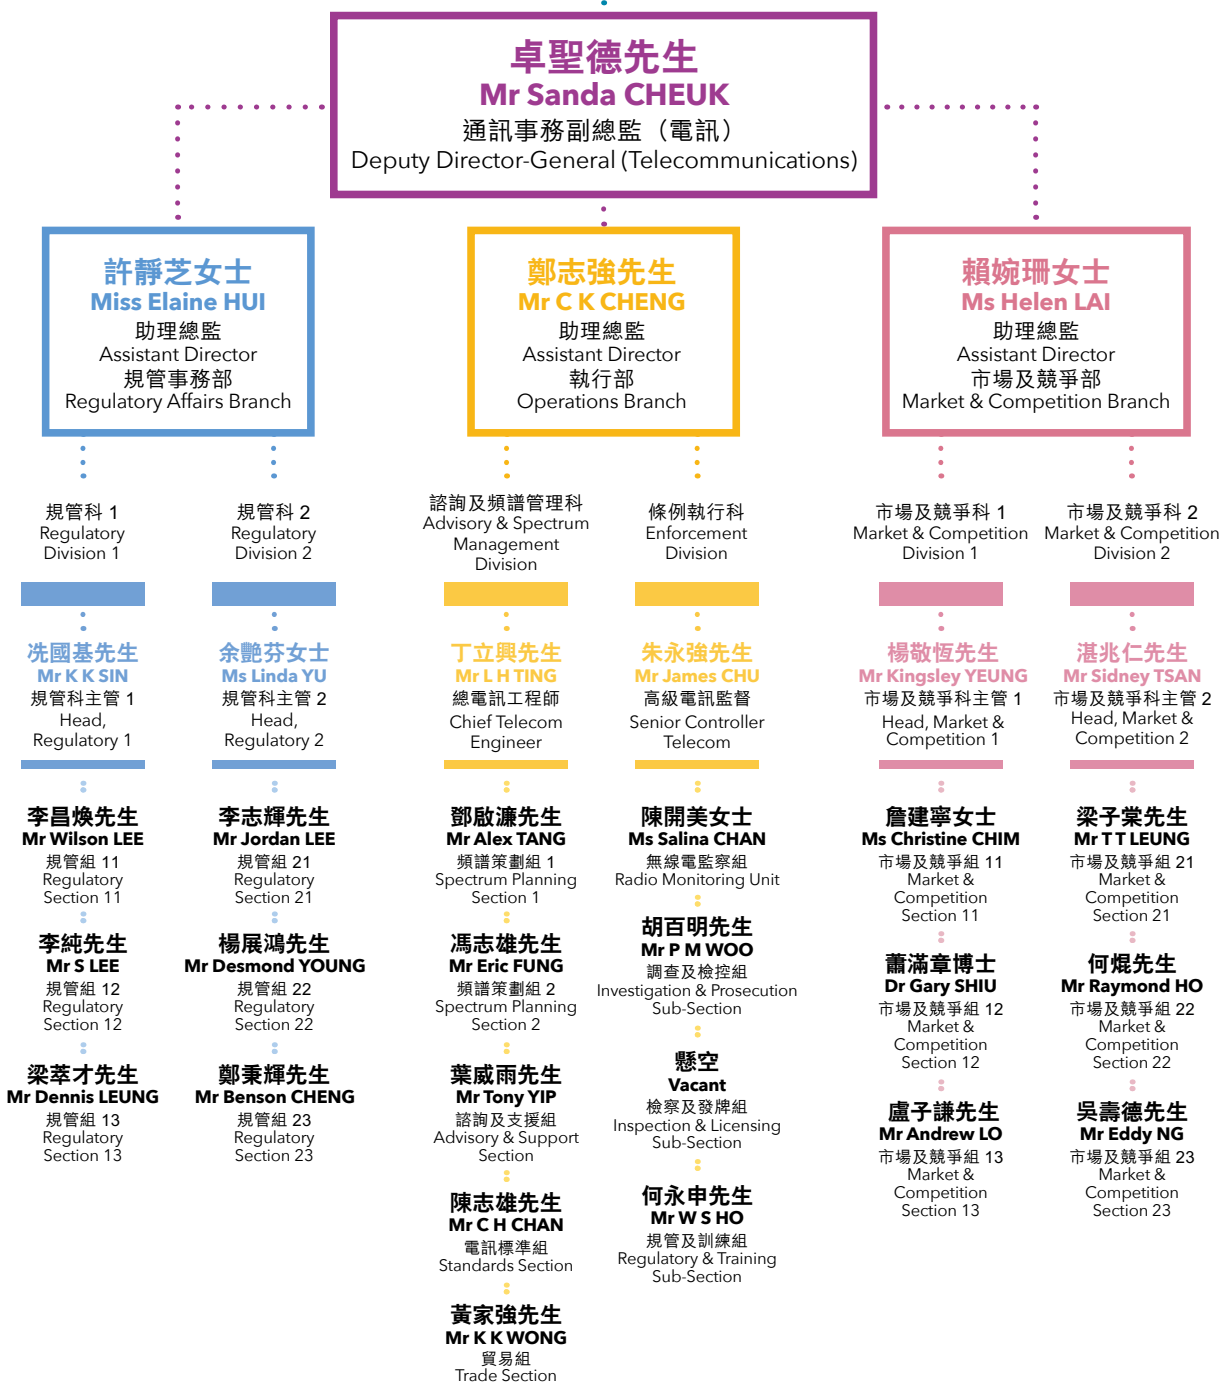 卓聖德先生
Mr Sanda CHEUK
通訊事務副總監（電訊）
Deputy Director-General (Telecommunications)
許靜芝女士
Miss Elaine HUI
助理總監
Assistant Director
規管事務部
Regulatory Affairs Branch
鄭志強先生
Mr C K CHENG
助理總監
Assistant Director
執行部
Operations Branch
賴婉珊女士
Ms Helen LAI
助理總監
Assistant Director
市場及競爭部
Market & Competition Branch
規管科 1
Regulatory
Division 1
冼國基先生
Mr K K SIN
規管科主管 1
Head,
Regulatory 1
李昌煥先生
Mr Wilson LEE
規管組 11
Regulatory
Section 11
李純先生
Mr S LEE
規管組 12
Regulatory
Section 12
梁萃才先生
Mr Dennis LEUNG
規管組 13
Regulatory
Section 13
規管科 2
Regulatory
Division 2
余艷芬女士
Ms Linda YU
規管科主管 2
Head,
Regulatory 2
李志輝先生
Mr Jordan LEE
規管組 21
Regulatory
Section 21
楊展鴻先生
Mr Desmond YOUNG
規管組 22
Regulatory
Section 22
鄭秉輝先生
Mr Benson CHENG
規管組 23
Regulatory
Section 23
諮詢及頻譜管理科
Advisory & Spectrum
Management
Division
丁立興先生
Mr L H TING
總電訊工程師
Chief Telecom
Engineer
鄧啟濂先生
Mr Alex TANG
頻譜策劃組 1
Spectrum Planning
Section 1
馮志雄先生
Mr Eric FUNG
頻譜策劃組 2
Spectrum Planning
Section 2
葉威雨先生
Mr Tony YIP
諮詢及支援組
Advisory & Support
Section
陳志雄先生
Mr C H CHAN
電訊標準組
Standards Section
黃家強先生
Mr K K WONG
貿易組
Trade Section
條例執行科
Enforcement
Division
朱永強先生
Mr James CHU
高級電訊監督
Senior Controller
Telecom
陳開美女士
Ms Salina CHAN
無線電監察組
Radio Monitoring Unit
胡百明先生
Mr P M WOO
調查及檢控組
Investigation & Prosecution
Sub-Section
懸空
Vacant
檢察及發牌組
Inspection & Licensing
Sub-Section
何永申先生
Mr W S HO
規管及訓練組
Regulatory & Training
Sub-Section
市場及競爭科 1
Market & Competition
Division 1
楊敬恆先生
Mr Kingsley YEUNG
市場及競爭科主管 1
Head, Market &
Competition 1
詹建寧女士
Ms Christine CHIM
市場及競爭組 11
Market &
Competition
Section 11
蕭滿章博士
Dr Gary SHIU
市場及競爭組 12
Market &
Competition
Section 12
盧子謙先生
Mr Andrew LO
市場及競爭組 13
Market &
Competition
Section 13
市場及競爭科 2
Market & Competition
Division 2
湛兆仁先生
Mr Sidney TSAN
市場及競爭科主管 2
Head, Market &
Competition 2
梁子棠先生
Mr T T LEUNG
市場及競爭組 21
Market &
Competition
Section 21
何焜先生
Mr Raymond HO
市場及競爭組 22
Market &
Competition
Section 22
吳壽德先生
Mr Eddy NG
市場及競爭組 23
Market &
Competition
Section 23